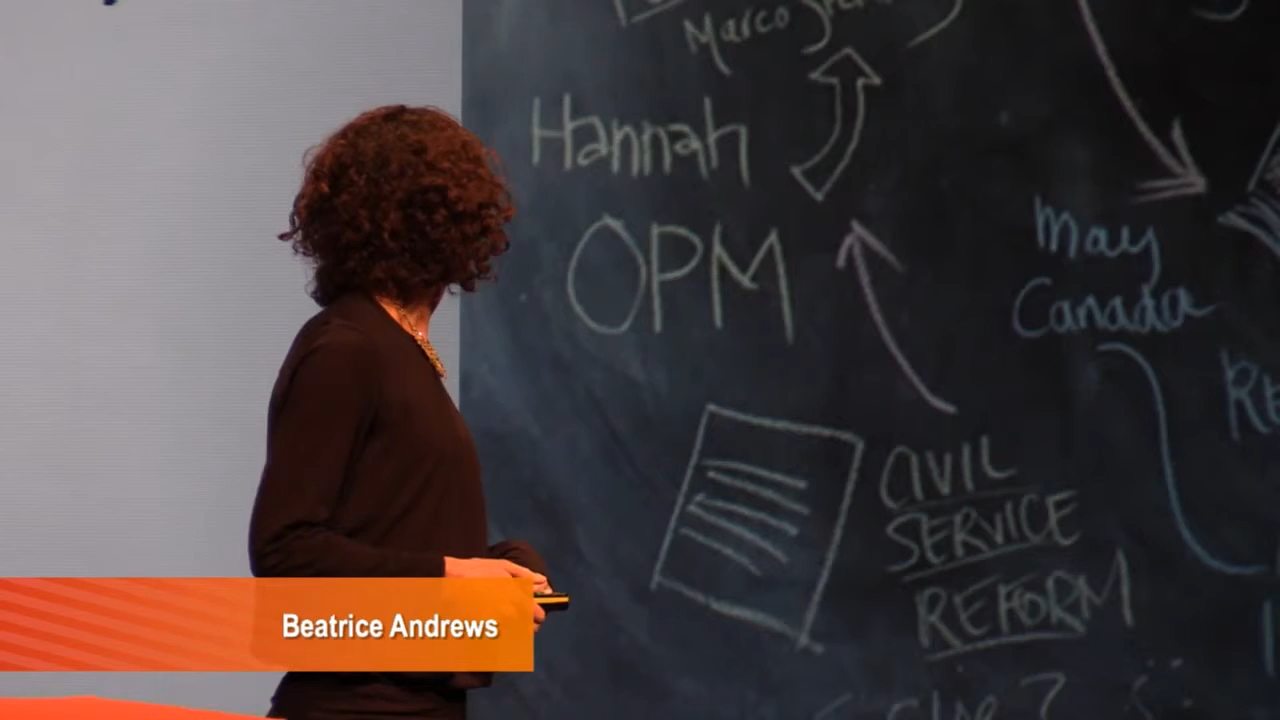 Marco
Hannah
OPM
May
Canada
CIVIL
SERVICE
REFORM
Beatrice Andrews